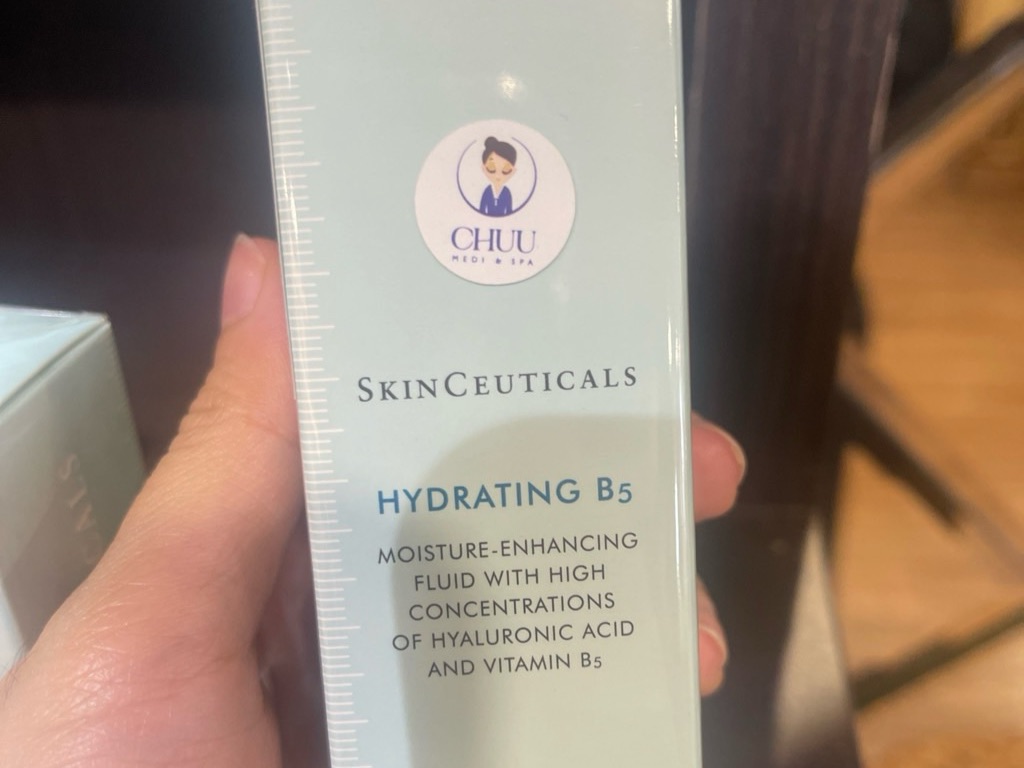 CHUU
MEDI & SPA
SKINCEUTICALS
HYDRATING B5
MOISTURE-ENHANCING
FLUID WITH HIGH
CONCENTRATIONS
OF HYALURONIC ACID
AND VITAMIN B5